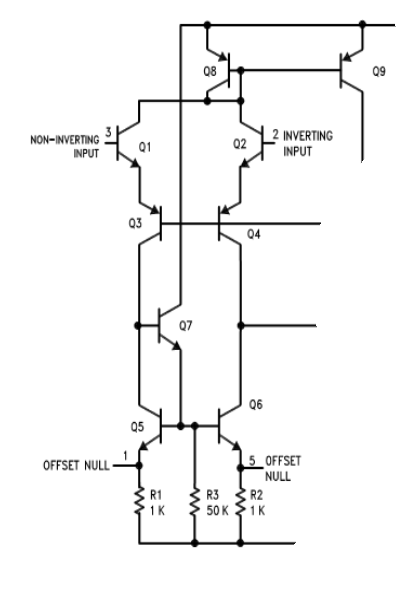 Q8
Q9
NON-INVERTING
INPUT
3
Q1
Q2
2 INVERTING
INPUT
Q3
Q4
Q7
Q5
Q6
1
OFFSET NULL
5 OFFSET
NULL
R1
1 K
R3
50 K
R2
1 K